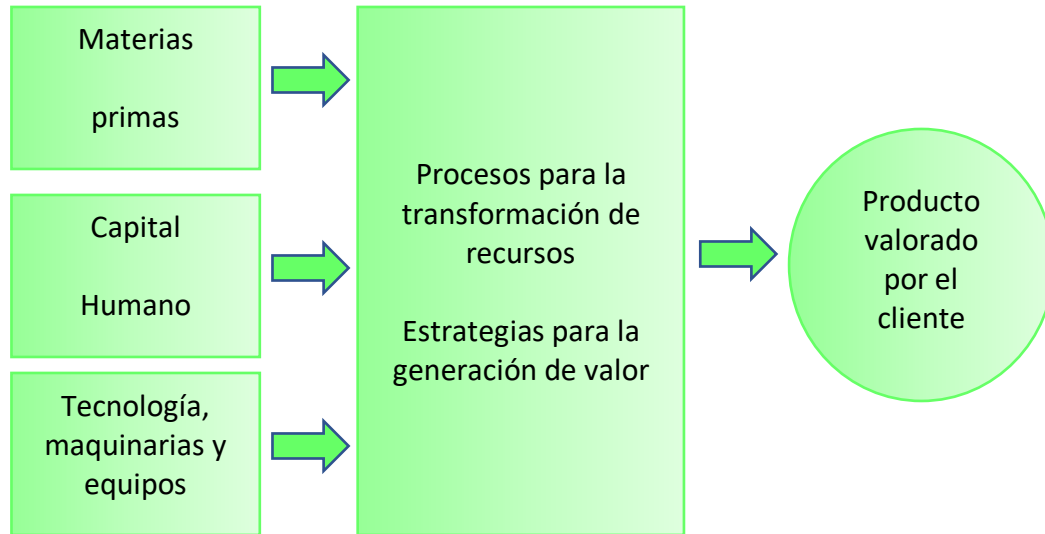 Materias
primas
Capital
Humano
Tecnología,
maquinarias y
equipos
Procesos para la
transformación de
recursos
Estrategias para la
generación de valor
Producto
valorado
por el
cliente